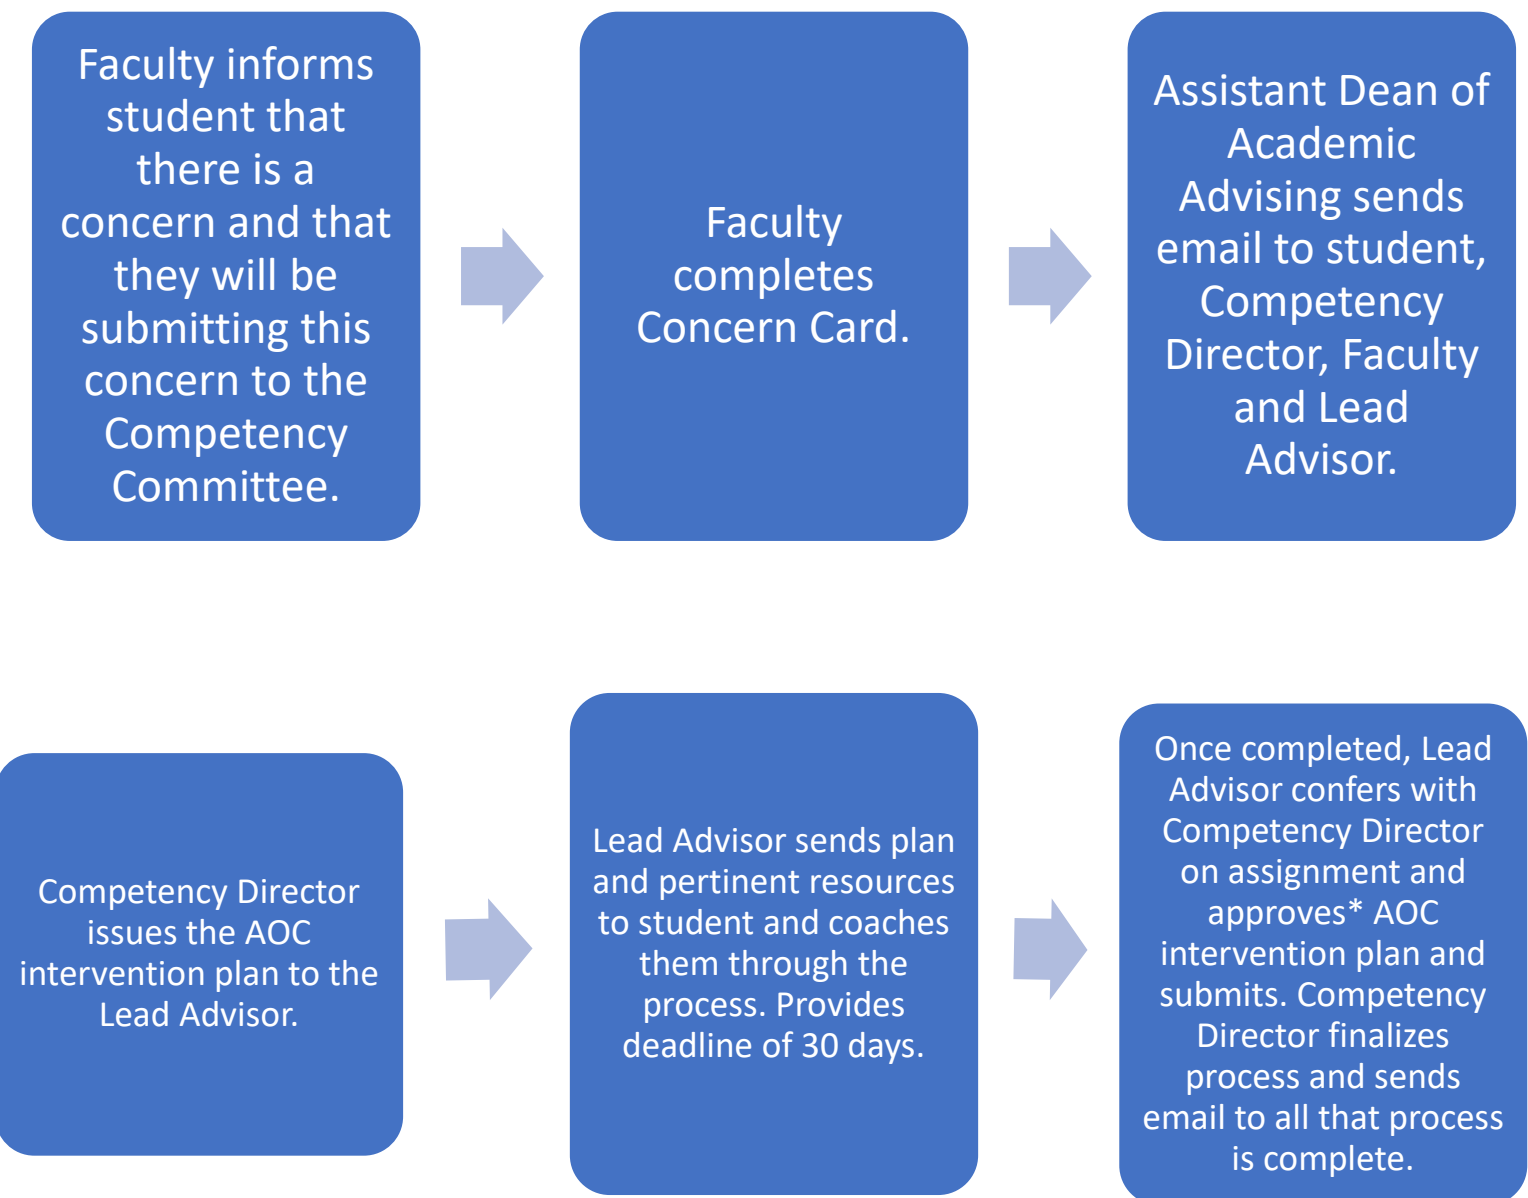 Faculty informs
student that
there is a
concern and that
they will be
submitting this
concern to the
Competency
Committee.
Faculty
completes
Concern Card.
Assistant Dean of
Academic
Advising sends
email to student,
Competency
Director, Faculty
and Lead
Advisor.
Competency Director
issues the AOC
intervention plan to the
Lead Advisor.
Lead Advisor sends plan
and pertinent resources
to student and coaches
them through the
process. Provides
deadline of 30 days.
Once completed, Lead
Advisor confers with
Competency Director
on assignment and
approves* AOC
intervention plan and
submits. Competency
Director finalizes
process and sends
email to all that process
is complete.